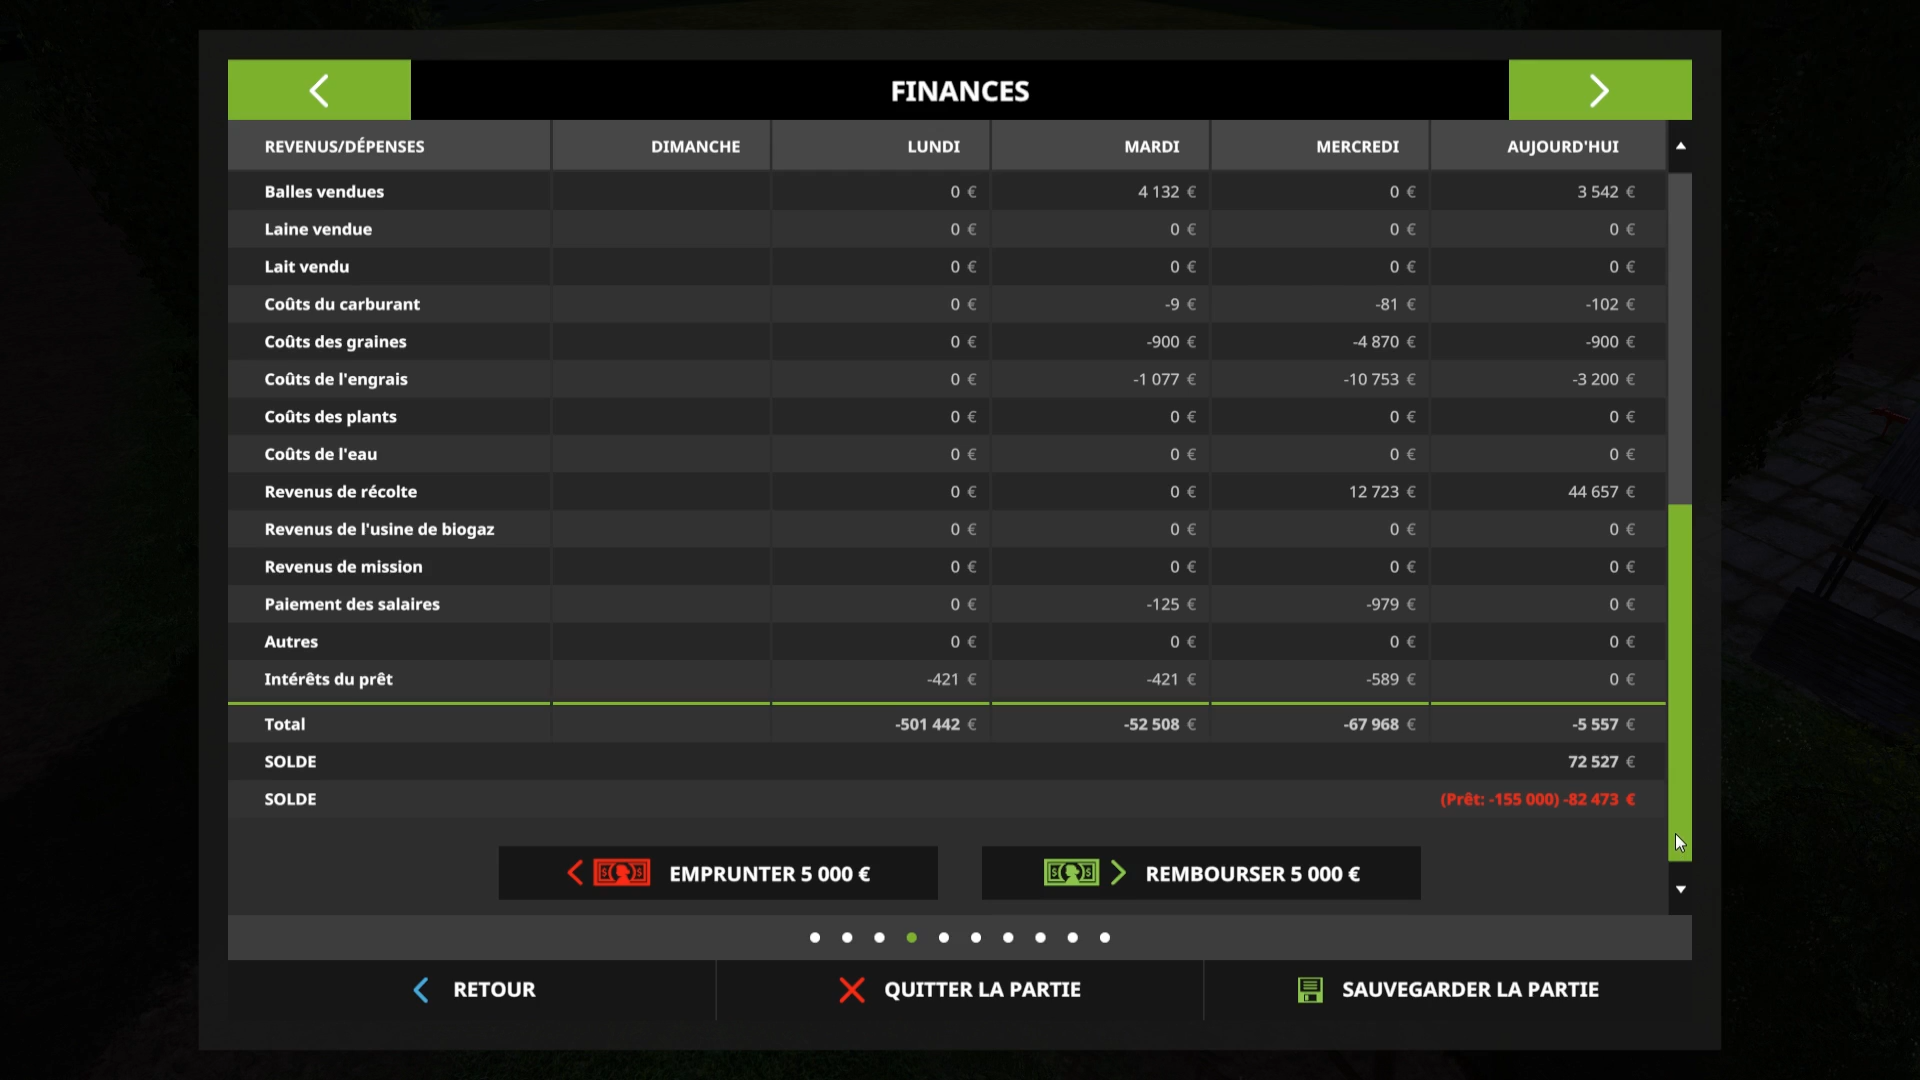 FINANCES
REVENUS/DÉPENSES DIMANCHE LUNDI MARDI MERCREDI AUJOURD'HUI
Balles vendues 0 € 4 132 € 0 € 3 542 €
Laine vendue 0 € 0 € 0 € 0 €
Lait vendu 0 € 0 € 0 € 0 €
Coûts du carburant 0 € -9 € -81 € -102 €
Coûts des graines 0 € -900 € -4 870 € -900 €
Coûts de l'engrais 0 € -1 077 € -10 753 € -3 200 €
Coûts des plants 0 € 0 € 0 € 0 €
Coûts de l'eau 0 € 0 € 0 € 0 €
Revenus de récolte 0 € 0 € 12 723 € 44 657 €
Revenus de l'usine de biogaz 0 € 0 € 0 € 0 €
Revenus de mission 0 € 0 € 0 € 0 €
Paiement des salaires 0 € -125 € -979 € 0 €
Autres 0 € 0 € 0 € 0 €
Intérêts du prêt -421 € -421 € -589 € 0 €
Total -501 442 € -52 508 € -67 968 € -5 557 €
SOLDE 72 527 €
SOLDE (Prêt: -155 000) -82 473 €
EMPRUNTER 5 000 € REMBOURSER 5 000 €
RETOUR QUITTER LA PARTIE SAUVEGARDER LA PARTIE